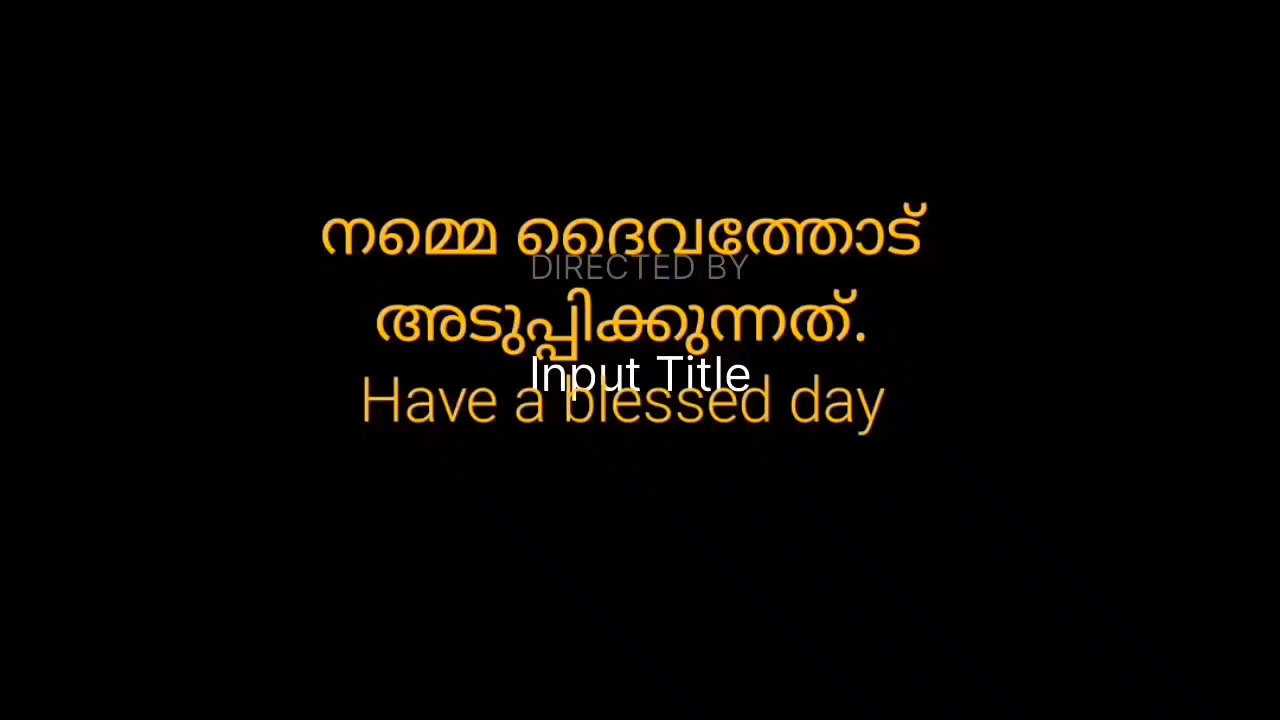 നമ്മെ ദൈവത്തോട്
DIRECTED BY
അടുപ്പിക്കുന്നത്.
Input Title
Have a blessed day